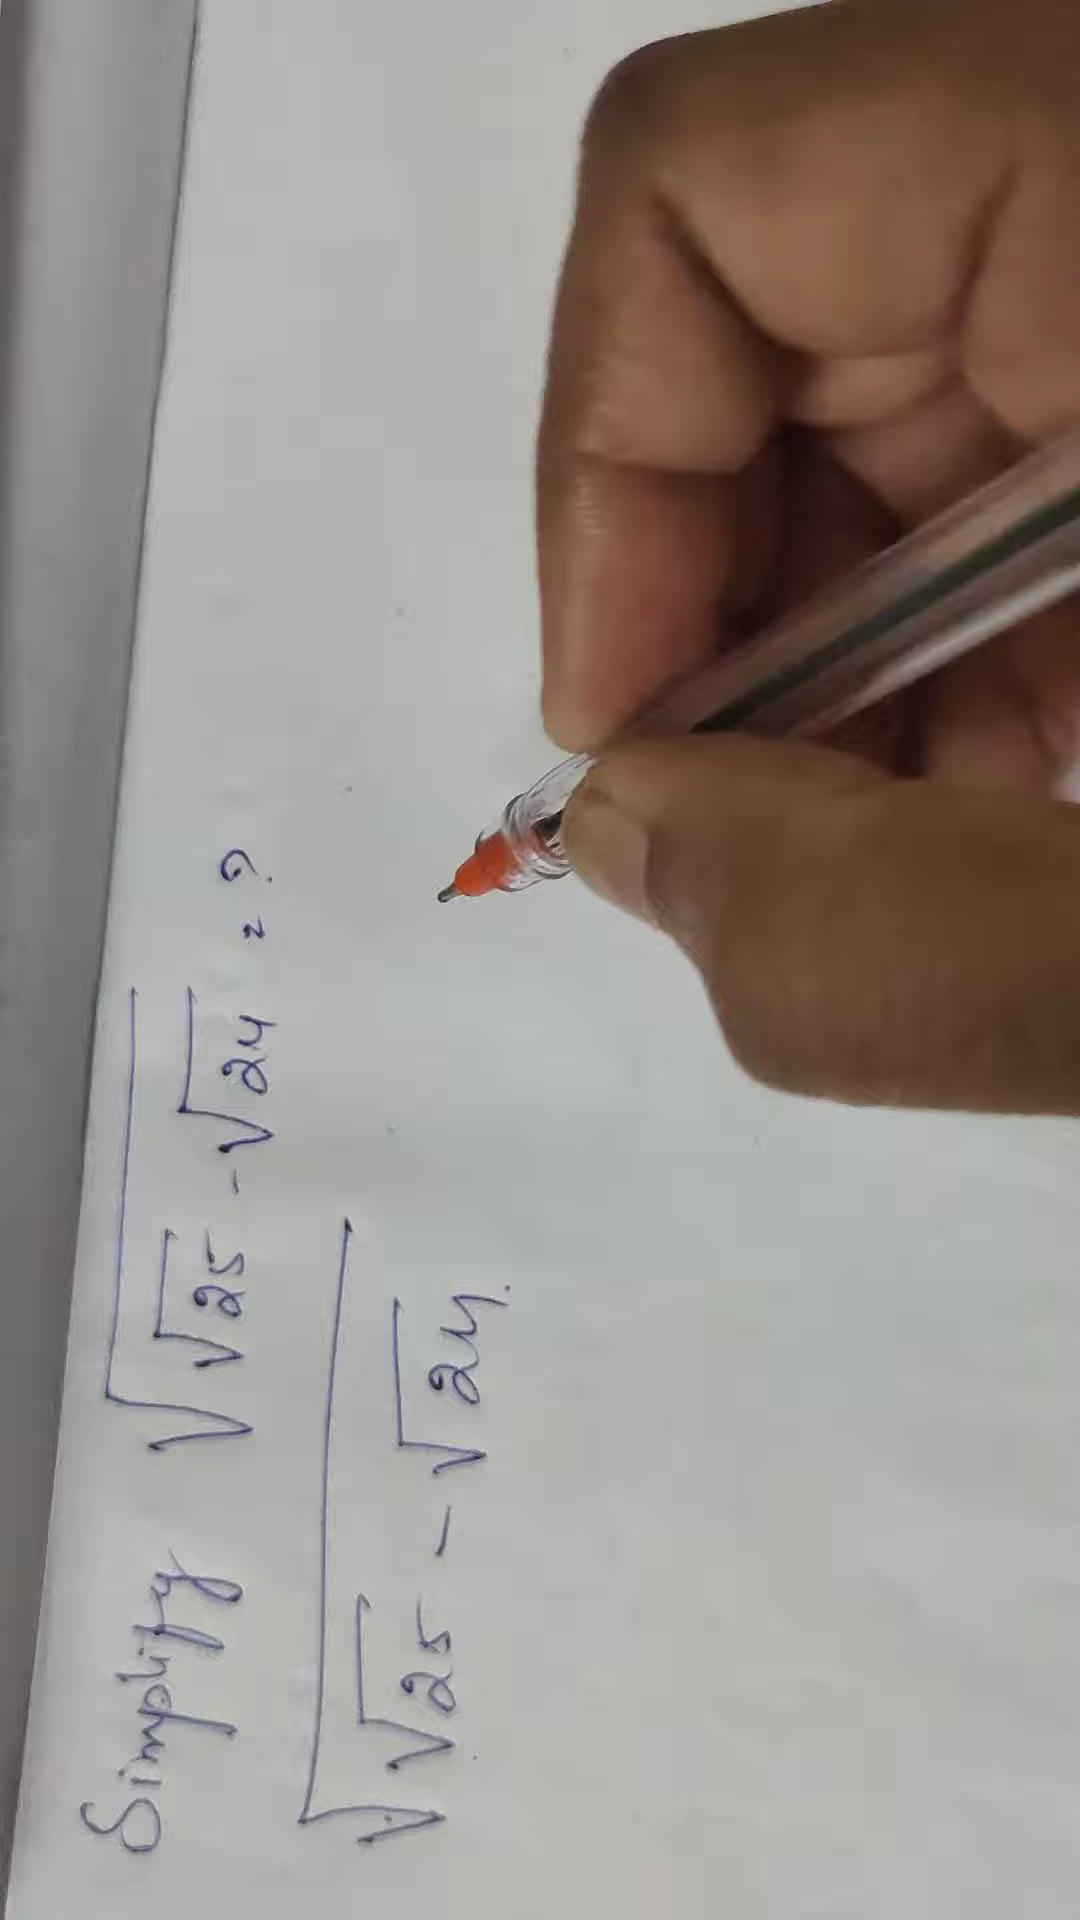 Simplify √(√25 - √24) = ?
√(√25 - √24.